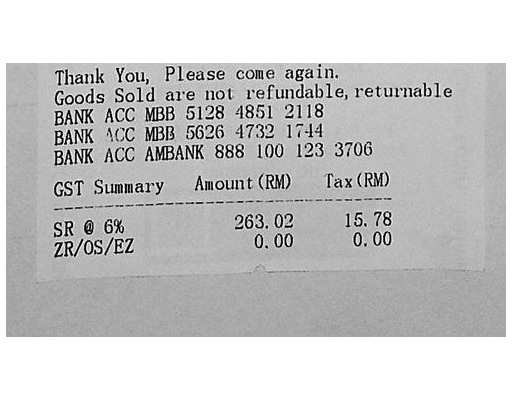 Thank You, Please come again.
Goods Sold are not refundable, returnable
BANK ACC MBB 5128 4851 2118
BANK ACC MBB 5626 4732 1744
BANK ACC AMBANK 888 100 123 3706
GST Summary Amount(RM) Tax(RM)
SR @ 6% 263.02 15.78
ZR/OS/EZ 0.00 0.00